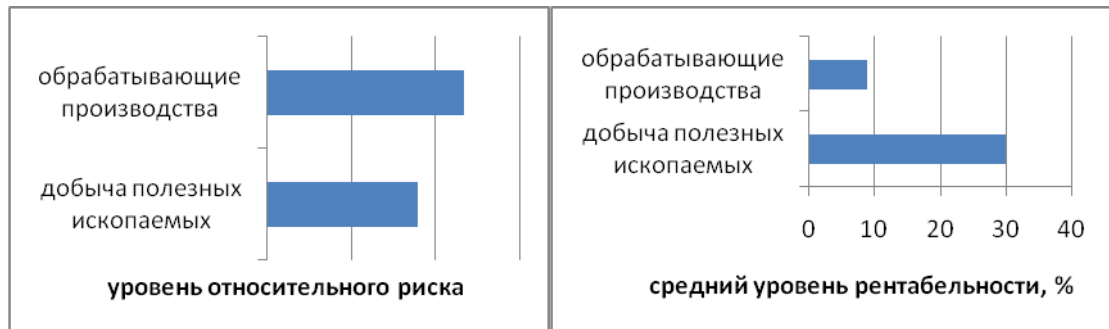 обрабатывающие
производства
добыча полезных
ископаемых
уровень относительного риска
обрабатывающие
производства
добыча полезных
ископаемых
0 10 20 30 40
средний уровень рентабельности, %